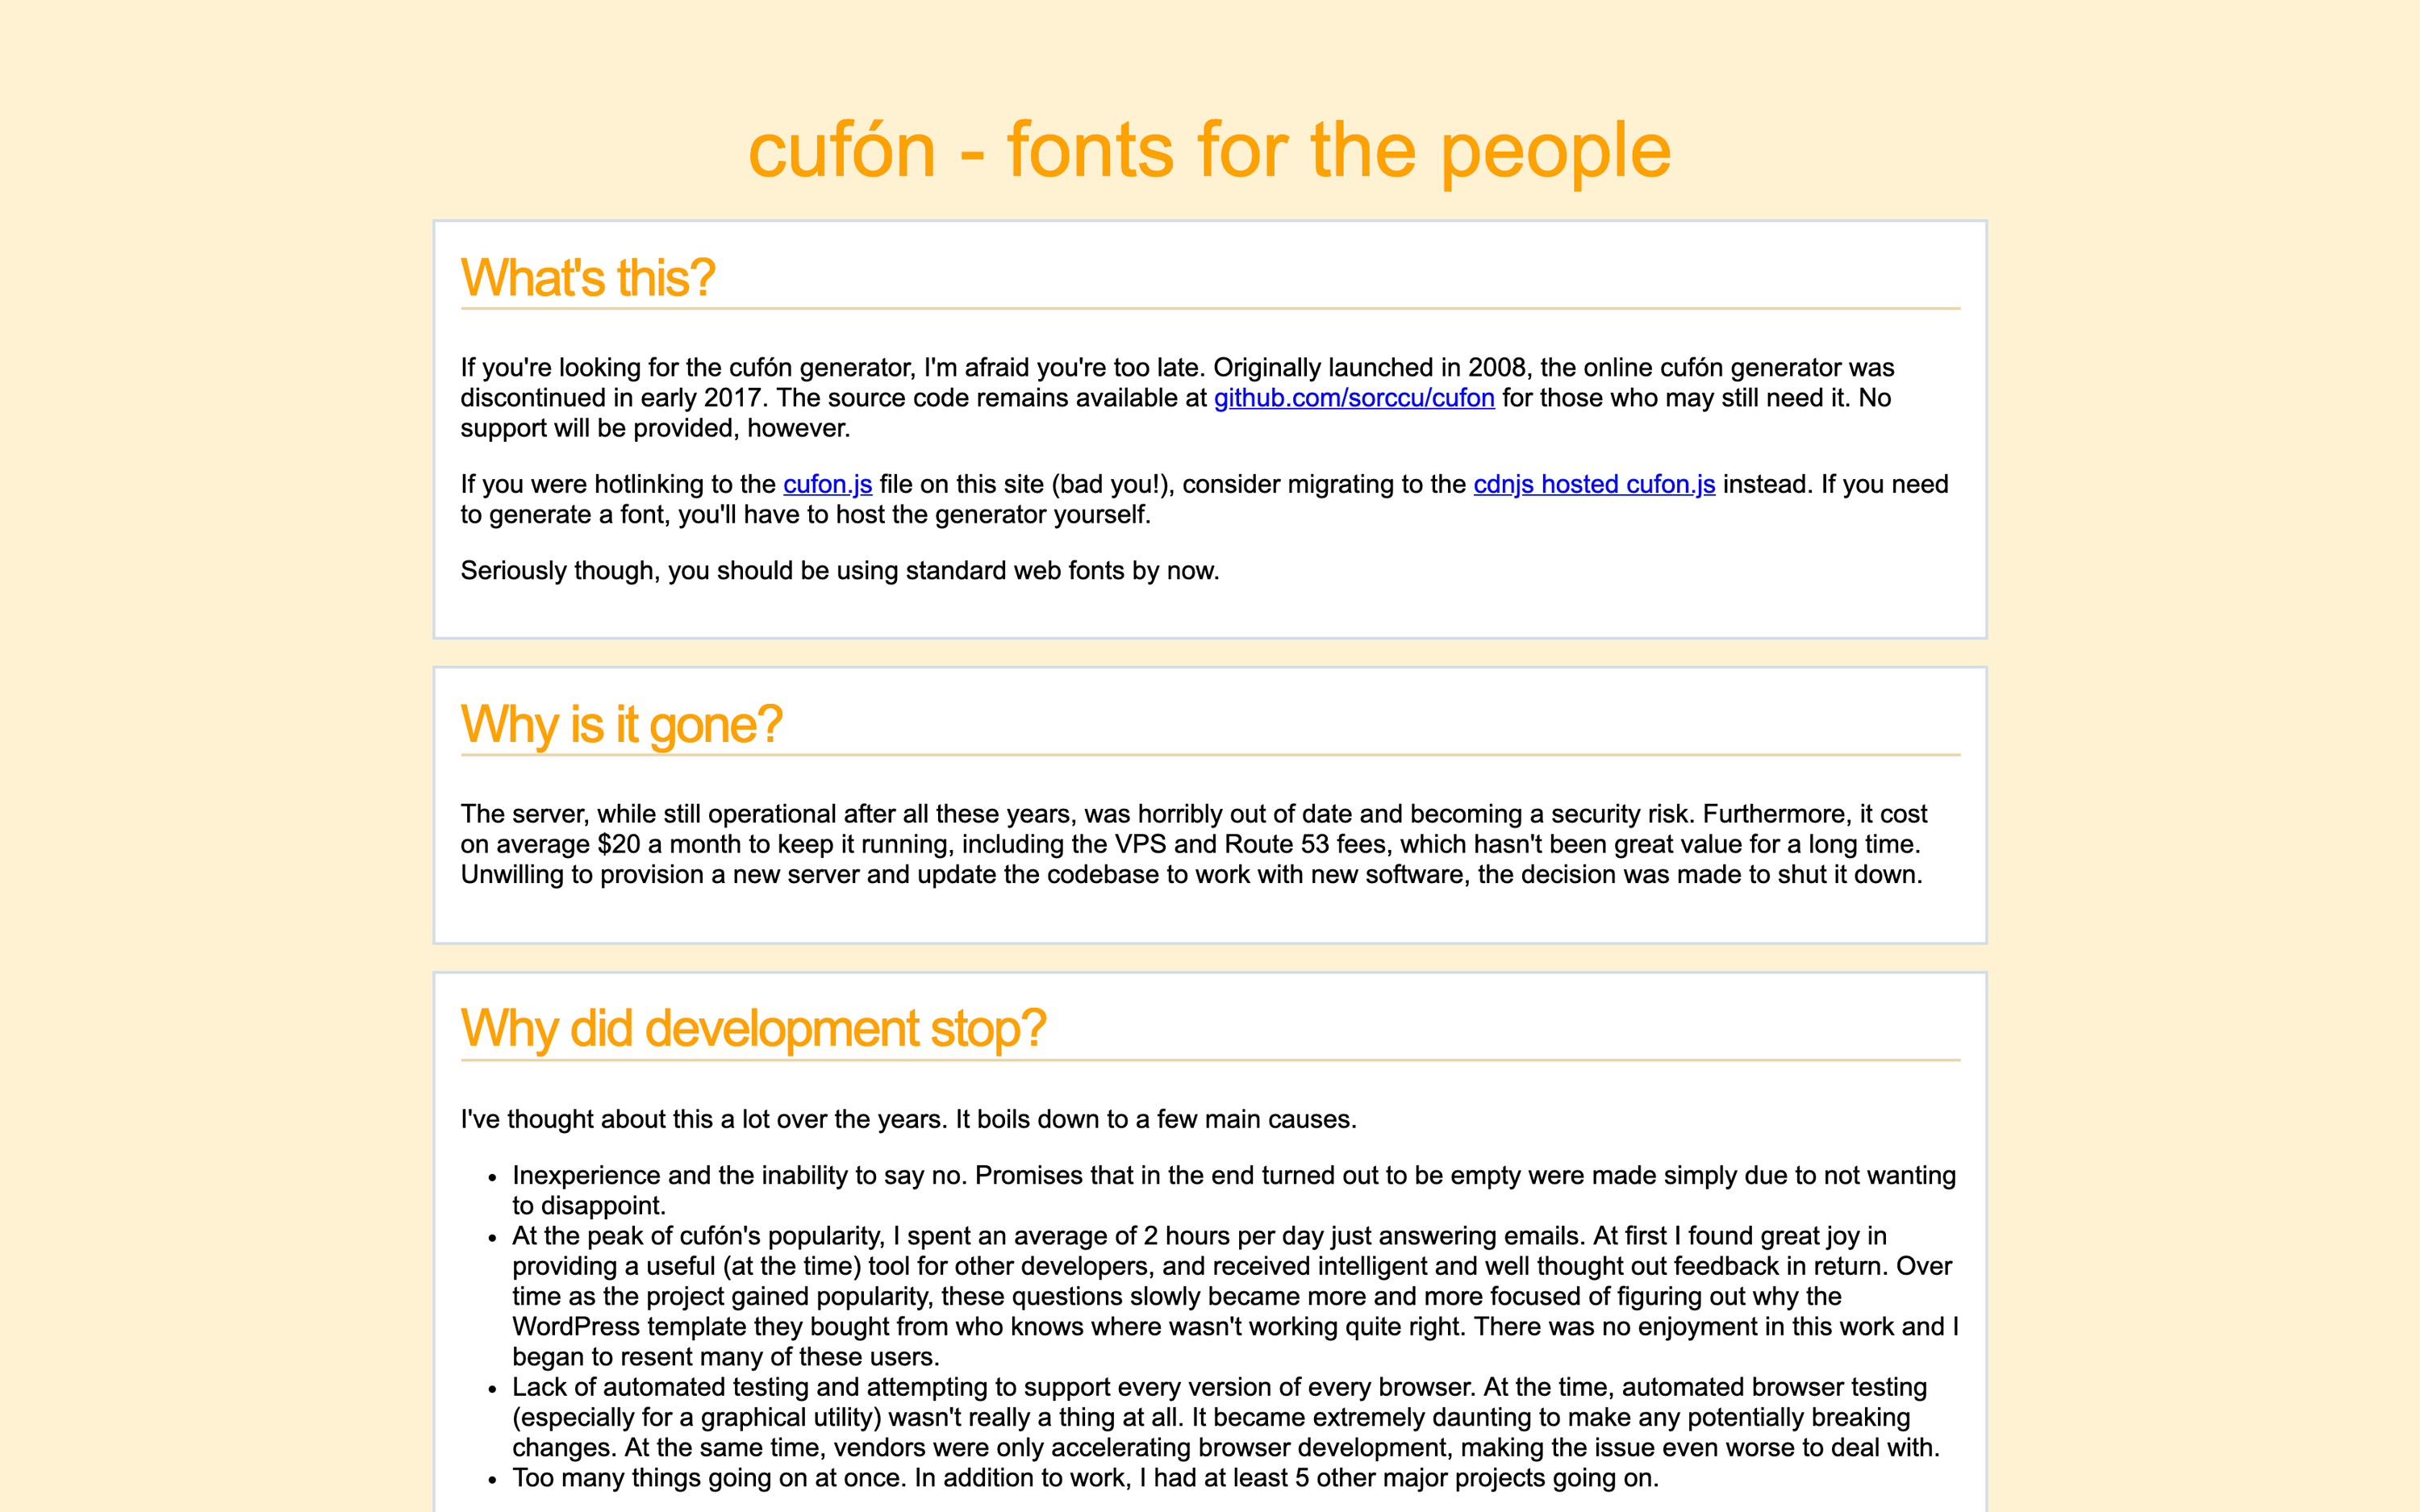 cufón - fonts for the people
What's this?
If you're looking for the cufón generator, I'm afraid you're too late. Originally launched in 2008, the online cufón generator was
discontinued in early 2017. The source code remains available at github.com/sorccu/cufon for those who may still need it. No
support will be provided, however.
If you were hotlinking to the cufon.js file on this site (bad you!), consider migrating to the cdnjs hosted cufon.js instead. If you need
to generate a font, you'll have to host the generator yourself.
Seriously though, you should be using standard web fonts by now.
Why is it gone?
The server, while still operational after all these years, was horribly out of date and becoming a security risk. Furthermore, it cost
on average $20 a month to keep it running, including the VPS and Route 53 fees, which hasn't been great value for a long time.
Unwilling to provision a new server and update the codebase to work with new software, the decision was made to shut it down.
Why did development stop?
I've thought about this a lot over the years. It boils down to a few main causes.
• Inexperience and the inability to say no. Promises that in the end turned out to be empty were made simply due to not wanting
to disappoint.
• At the peak of cufón's popularity, I spent an average of 2 hours per day just answering emails. At first I found great joy in
providing a useful (at the time) tool for other developers, and received intelligent and well thought out feedback in return. Over
time as the project gained popularity, these questions slowly became more and more focused of figuring out why the
WordPress template they bought from who knows where wasn't working quite right. There was no enjoyment in this work and I
began to resent many of these users.
• Lack of automated testing and attempting to support every version of every browser. At the time, automated browser testing
(especially for a graphical utility) wasn't really a thing at all. It became extremely daunting to make any potentially breaking
changes. At the same time, vendors were only accelerating browser development, making the issue even worse to deal with.
• Too many things going on at once. In addition to work, I had at least 5 other major projects going on.